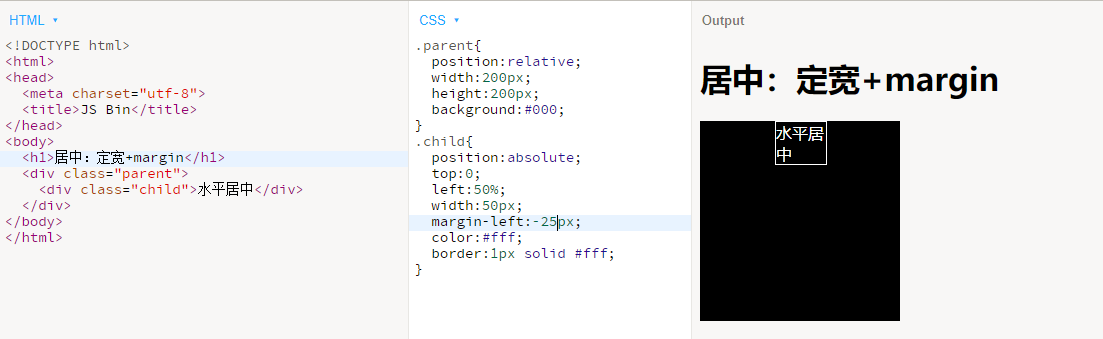 HTML ▾
<!DOCTYPE html>
<html>
<head>
  <meta charset="utf-8">
  <title>JS Bin</title>
</head>
<body>
  <h1>居中：定宽+margin</h1>
  <div class="parent">
    <div class="child">水平居中</div>
  </div>
</body>
</html>
CSS ▾
.parent{
  position:relative;
  width:200px;
  height:200px;
  background:#000;
}
.child{
  position:absolute;
  top:0;
  left:50%;
  width:50px;
  margin-left:-25px;
  color:#fff;
  border:1px solid #fff;
}
Output
居中：定宽+margin
水平居
中